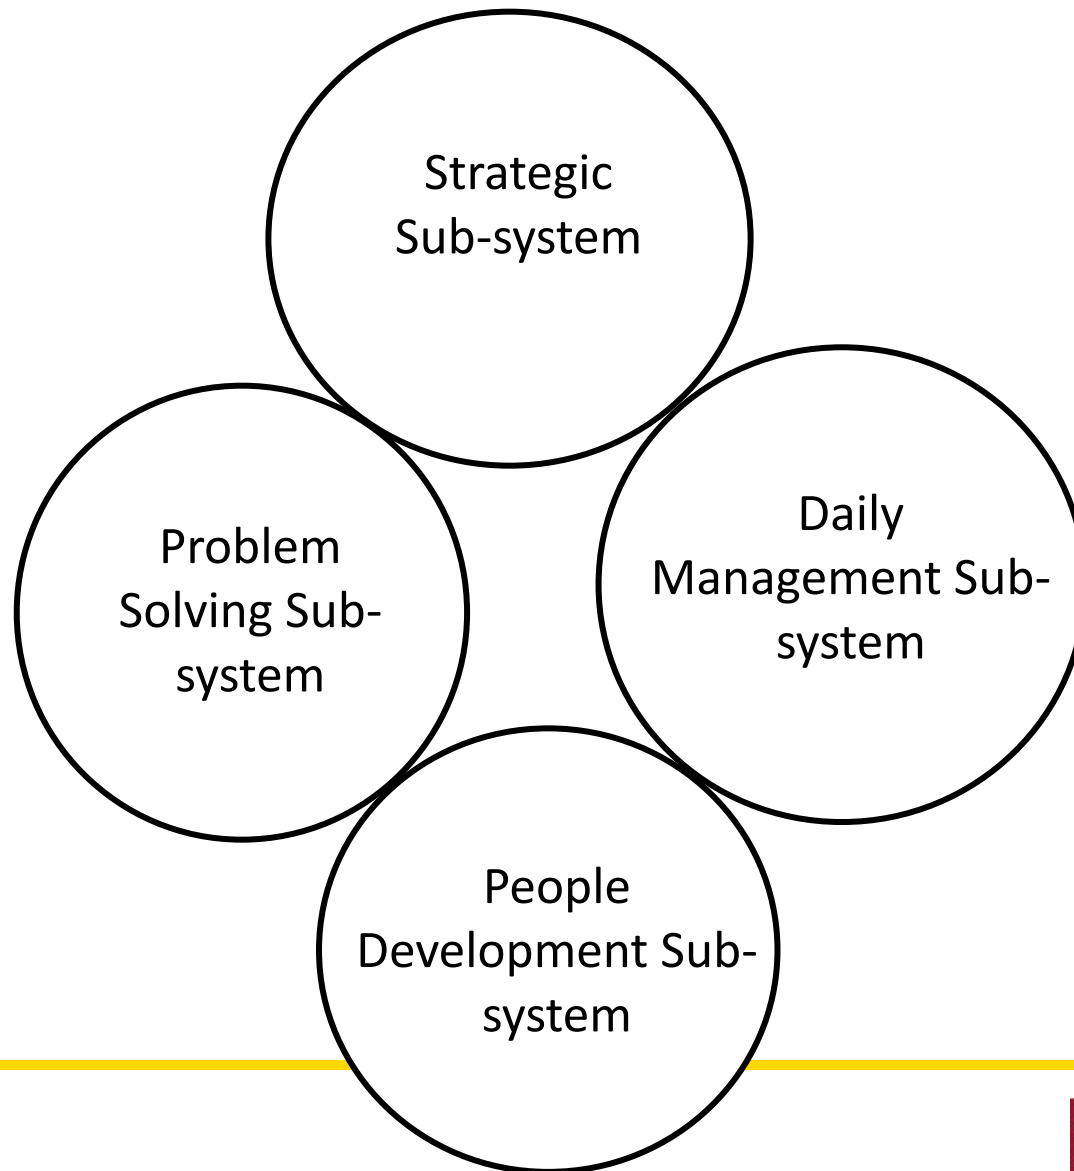 Strategic
Sub-system
Problem
Solving Sub-
system
Daily
Management Sub-
system
People
Development Sub-
system